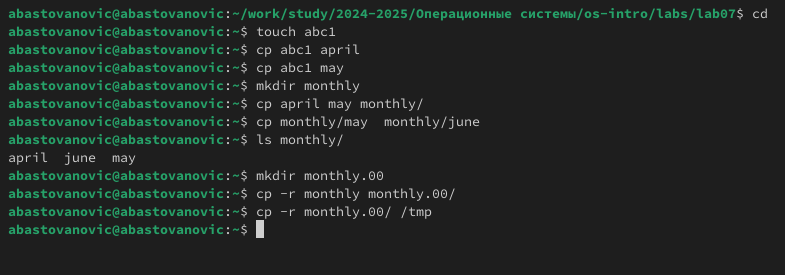 abastovanovic@abastovanovic:~/work/study/2024-2025/Операционные системы/os-intro/labs/lab07$ cd
abastovanovic@abastovanovic:~$ touch abc1
abastovanovic@abastovanovic:~$ cp abc1 april
abastovanovic@abastovanovic:~$ cp abc1 may
abastovanovic@abastovanovic:~$ mkdir monthly
abastovanovic@abastovanovic:~$ cp april may monthly/
abastovanovic@abastovanovic:~$ cp monthly/may  monthly/june
abastovanovic@abastovanovic:~$ ls monthly/
april  june  may
abastovanovic@abastovanovic:~$ mkdir monthly.00
abastovanovic@abastovanovic:~$ cp -r monthly monthly.00/
abastovanovic@abastovanovic:~$ cp -r monthly.00/ /tmp
abastovanovic@abastovanovic:~$